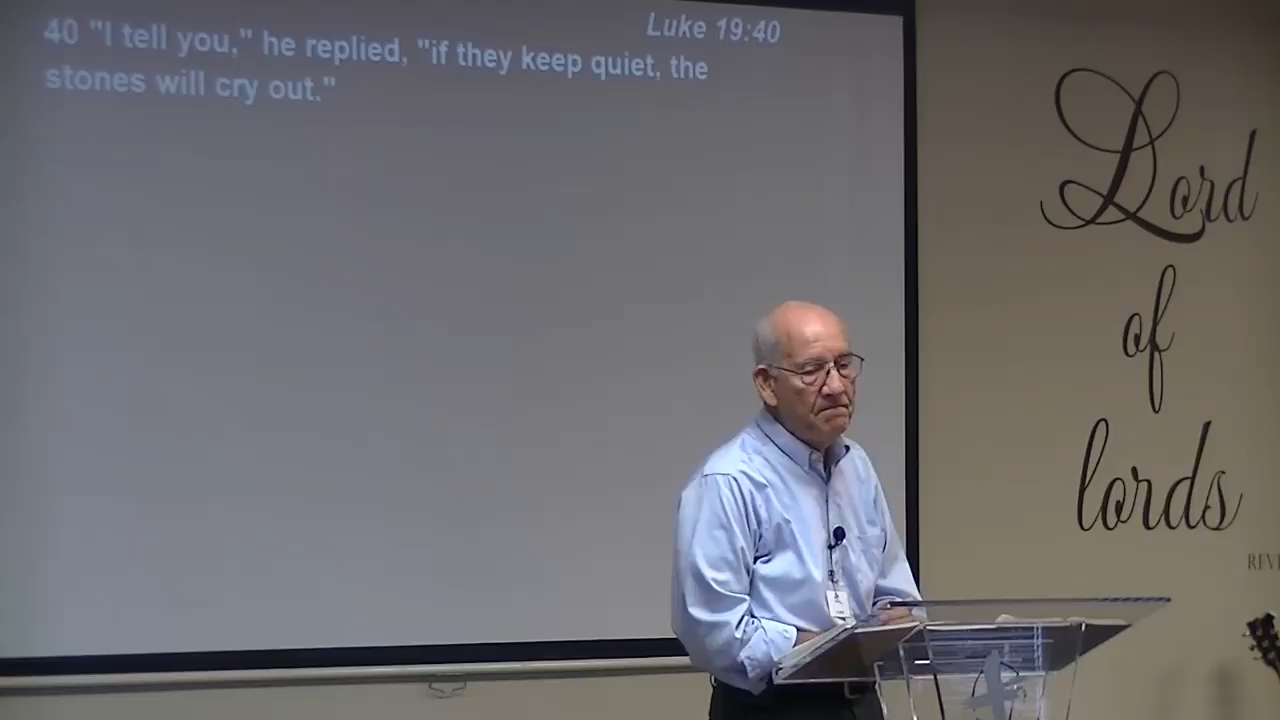 Luke 19:40
40 "I tell you," he replied, "if they keep quiet, the
stones will cry out."
Lord
of
lords